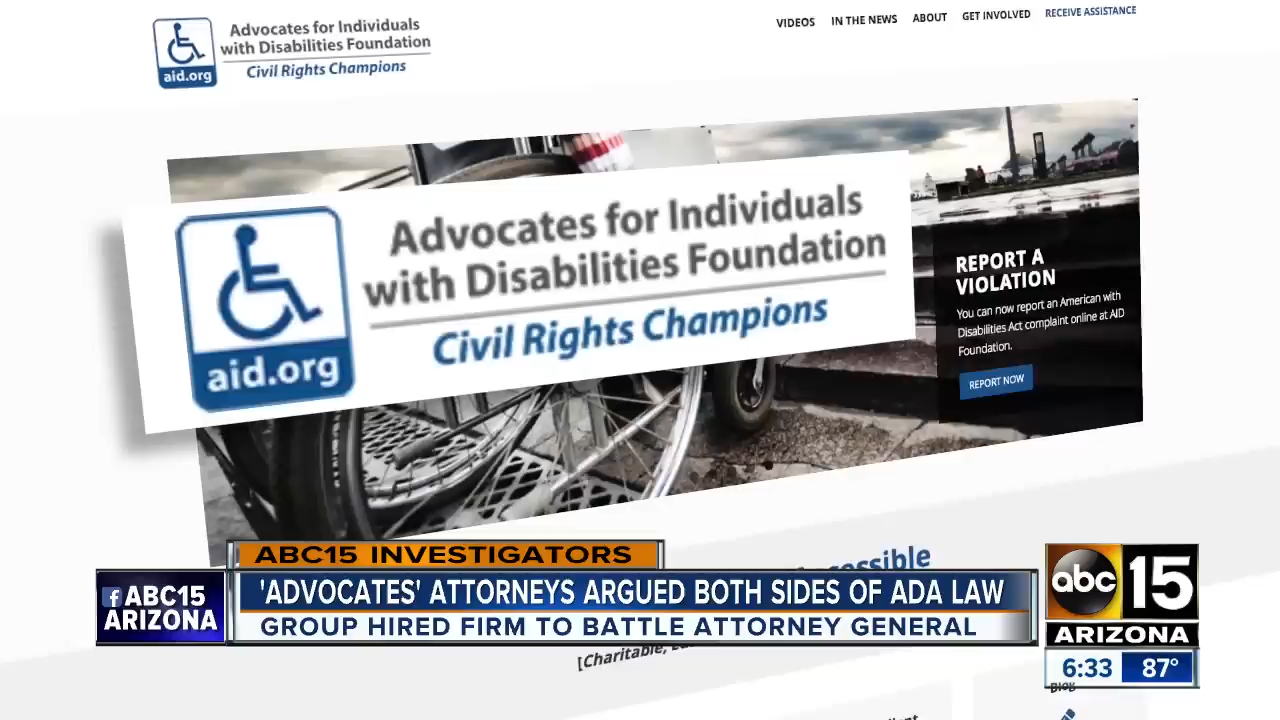 Advocates for Individuals
with Disabilities Foundation
Civil Rights Champions
aid.org
VIDEOS IN THE NEWS ABOUT GET INVOLVED RECEIVE ASSISTANCE
Advocates for Individuals
with Disabilities Foundation
Civil Rights Champions
aid.org
REPORT A
VIOLATION
You can now report an American with
Disabilities Act complaint online at AID
Foundation.
REPORT NOW
ABC15 INVESTIGATORS
'ADVOCATES' ATTORNEYS ARGUED BOTH SIDES OF ADA LAW
GROUP HIRED FIRM TO BATTLE ATTORNEY GENERAL
f ABC15
ARIZONA
abc 15
ARIZONA
6:33 87°
[Charitable,
Blog